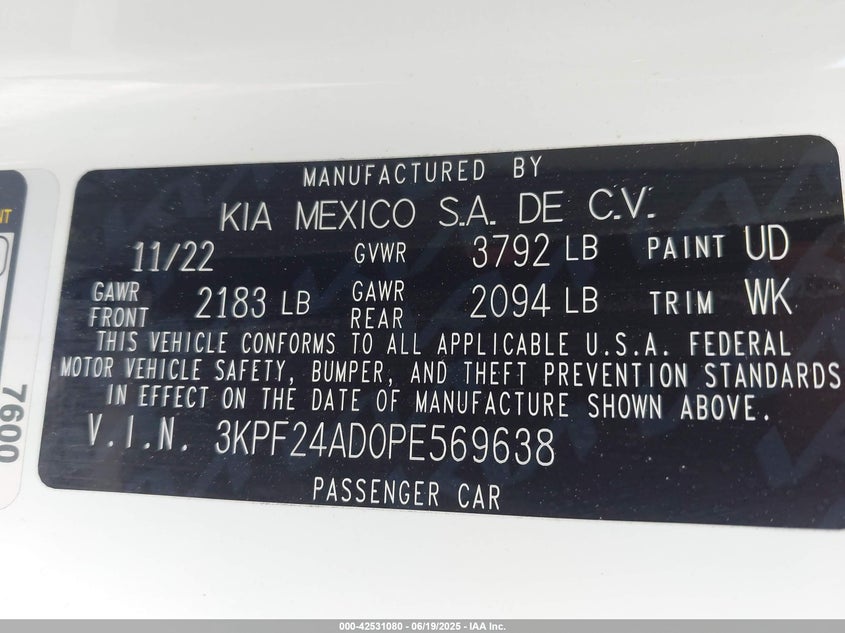 MANUFACTURED BY
KIA MEXICO S.A. DE C.V.
11/22 GVWR 3792 LB PAINT UD
GAWR FRONT 2183 LB GAWR REAR 2094 LB TRIM WK
THIS VEHICLE CONFORMS TO ALL APPLICABLE U.S.A. FEDERAL
MOTOR VEHICLE SAFETY, BUMPER, AND THEFT PREVENTION STANDARDS
IN EFFECT ON THE DATE OF MANUFACTURE SHOWN ABOVE.
V.I.N. 3KPF24AD0PE569638
PASSENGER CAR
7600
000-42531080 - 06/19/2025 - IAA Inc.